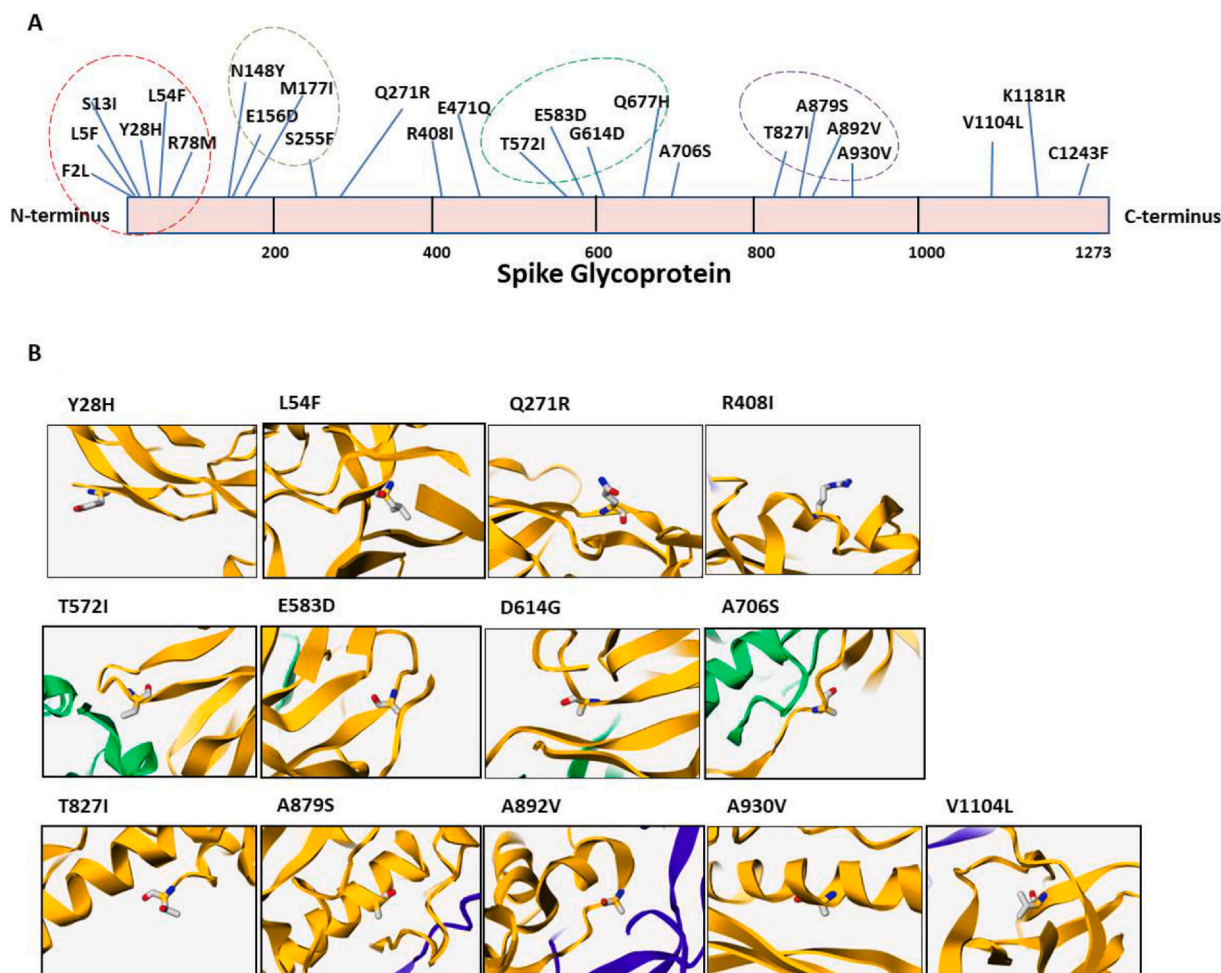 A
N148Y
M177I
S13I
L54F
Q271R
Q677H
A879S
K1181R
L5F
Y28H
E156D
E471Q
E583D
V1104L
R78M
S255F
R408I
T572I
G614D
A706S
T827I
A892V
F2L
A930V
C1243F
N-terminus
C-terminus
200
400
600
800
1000
1273
Spike Glycoprotein
B
Y28H
L54F
Q271R
R408I
T572I
E583D
D614G
A706S
T827I
A879S
A892V
A930V
V1104L